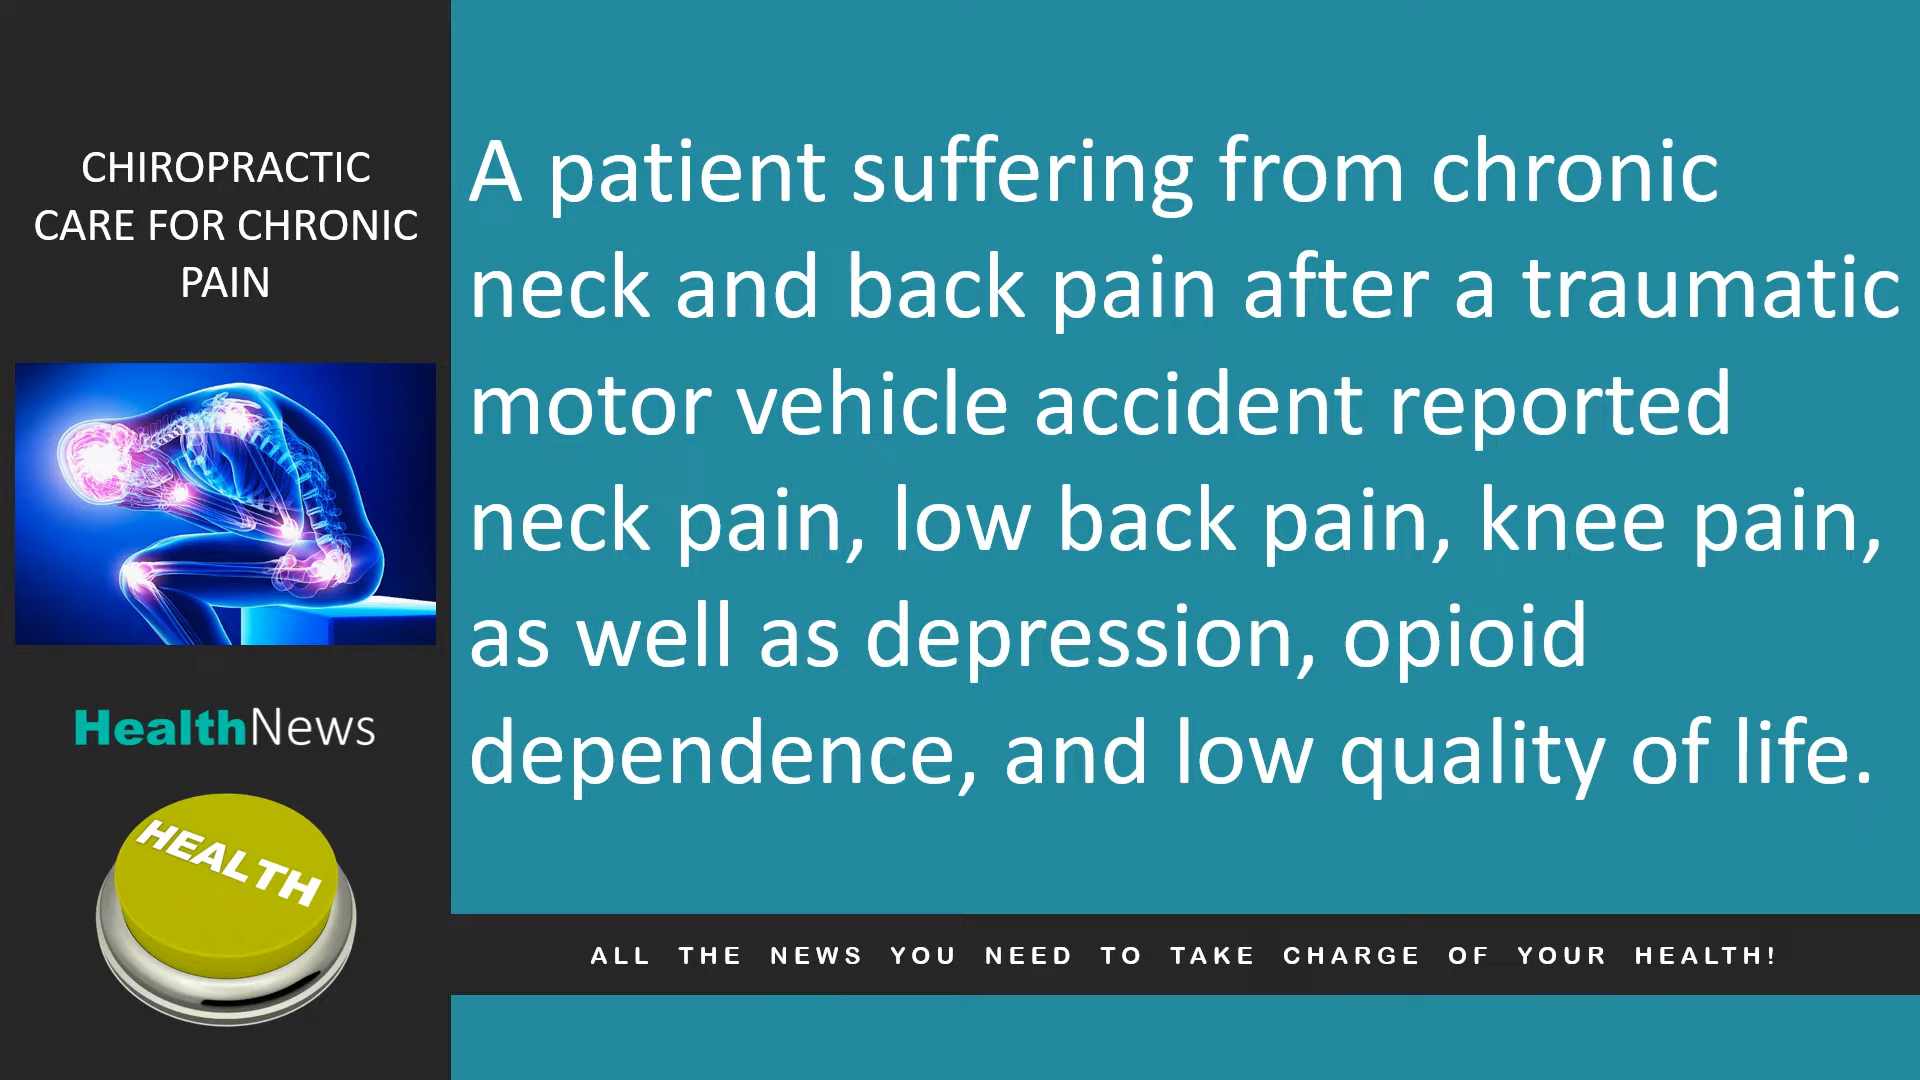 CHIROPRACTIC
CARE FOR CHRONIC
PAIN
HealthNews
HEALTH
A patient suffering from chronic
neck and back pain after a traumatic
motor vehicle accident reported
neck pain, low back pain, knee pain,
as well as depression, opioid
dependence, and low quality of life.
ALL THE NEWS YOU NEED TO TAKE CHARGE OF YOUR HEALTH!